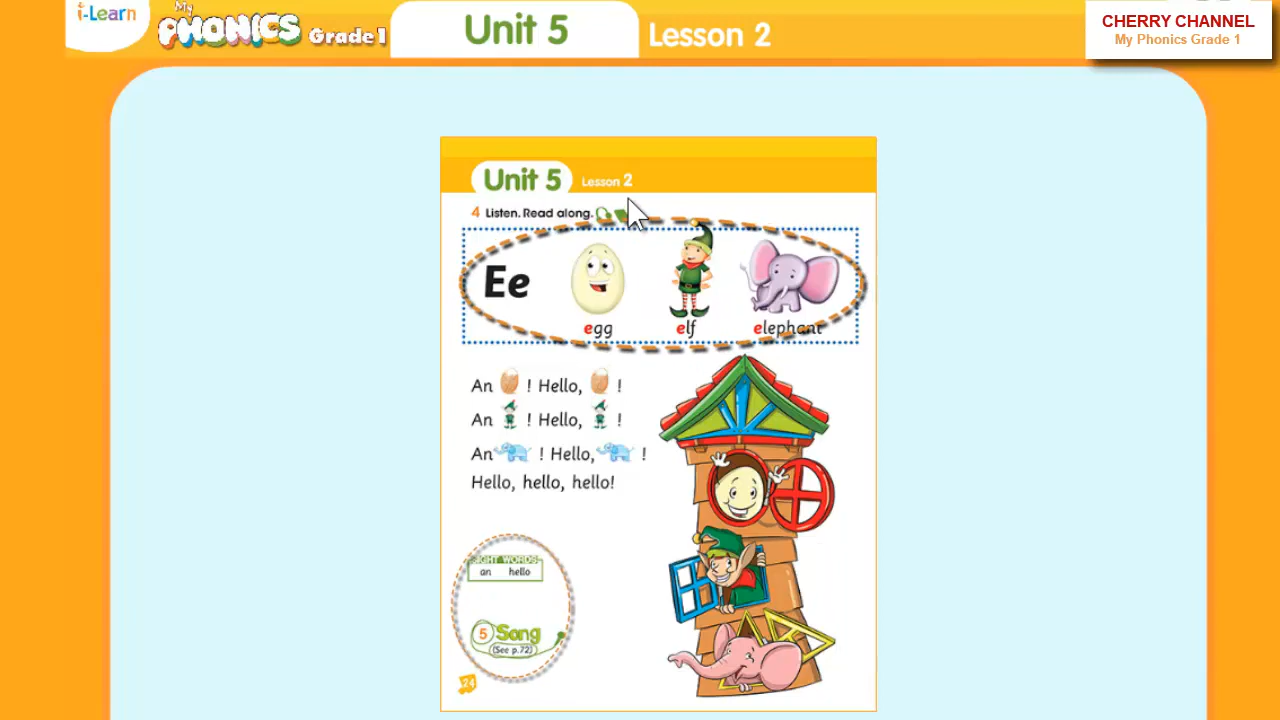 i-Learn
My
PHONICS Grade 1
Unit 5
Lesson 2
CHERRY CHANNEL
My Phonics Grade 1
Unit 5 Lesson 2
4 Listen. Read along.
Ee
egg elf elephant
An ! Hello, !
An ! Hello, !
An ! Hello, !
Hello, hello, hello!
SIGHT WORDS
an hello
5 Song
(See p.72)
24